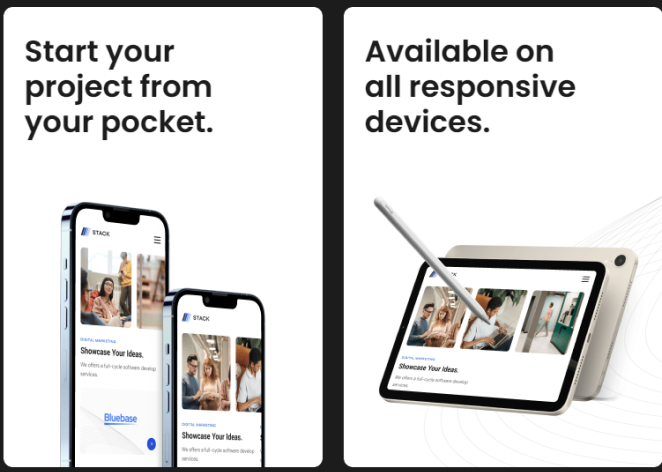 Start your
project from
your pocket.
STACK
DIGITAL MARKETING
Showcase Your Ideas.
We offers a full-cycle software develop
services.
Bluebase
STACK
DIGITAL MARKETING
Showcase Your Ideas.
We offers a full-cycle software develop
services.
Available on
all responsive
devices.
DIGITAL MARKETING
Showcase Your Ideas.
We offers a full-cycle software develop
services.